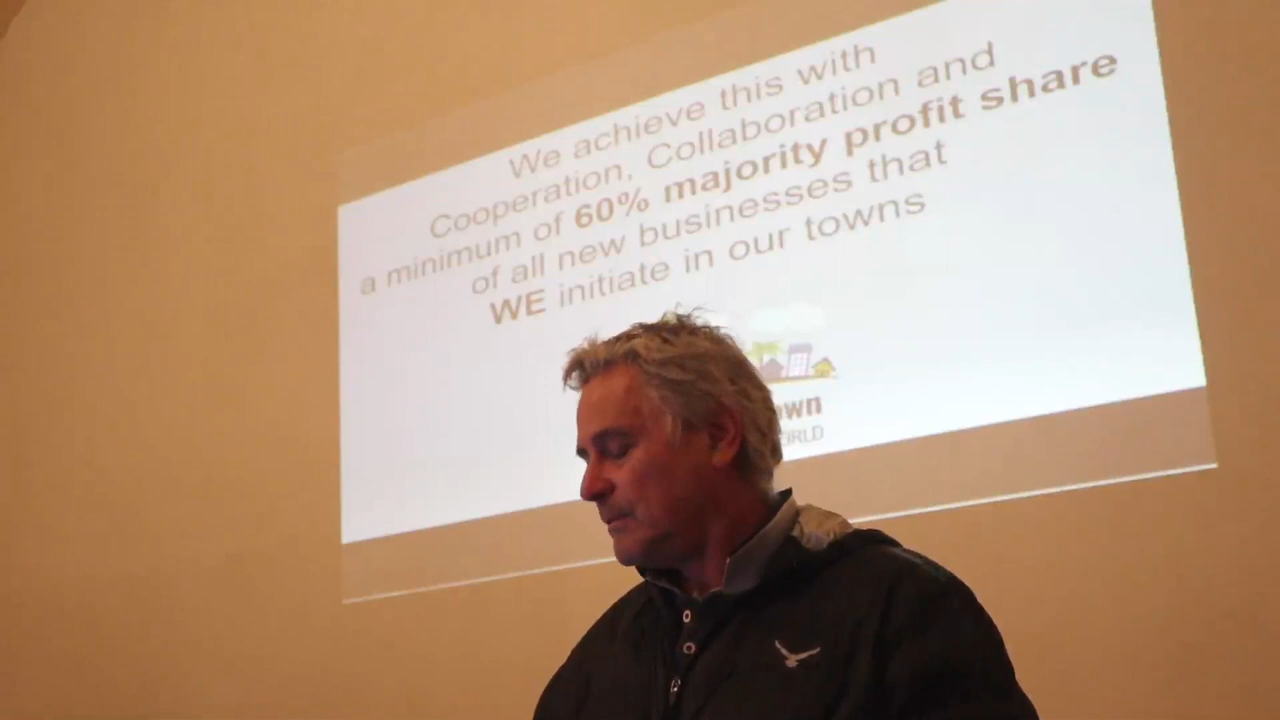 We achieve this with
Cooperation, Collaboration and
a minimum of 60% majority profit share
of all new businesses that
WE initiate in our towns